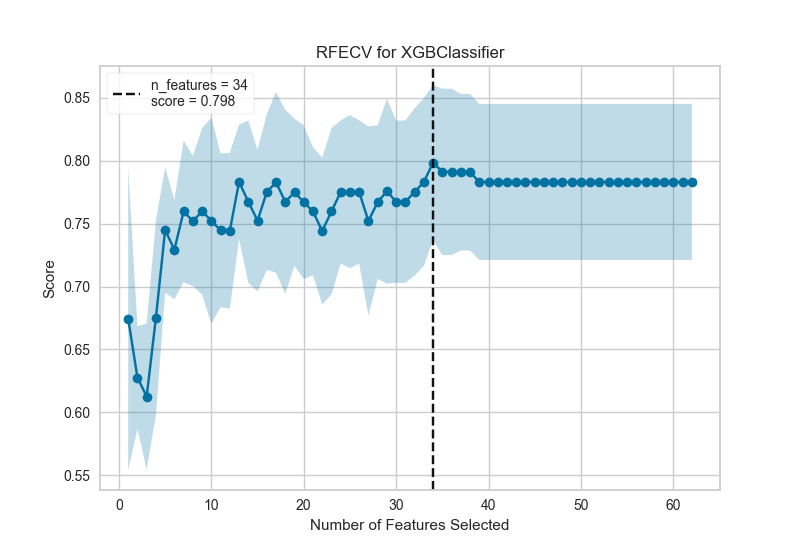 RFECV for XGBClassifier
n_features = 34
score = 0.798
0.85
0.80
0.75
0.70
0.65
0.60
0.55
Score
0 10 20 30 40 50 60
Number of Features Selected